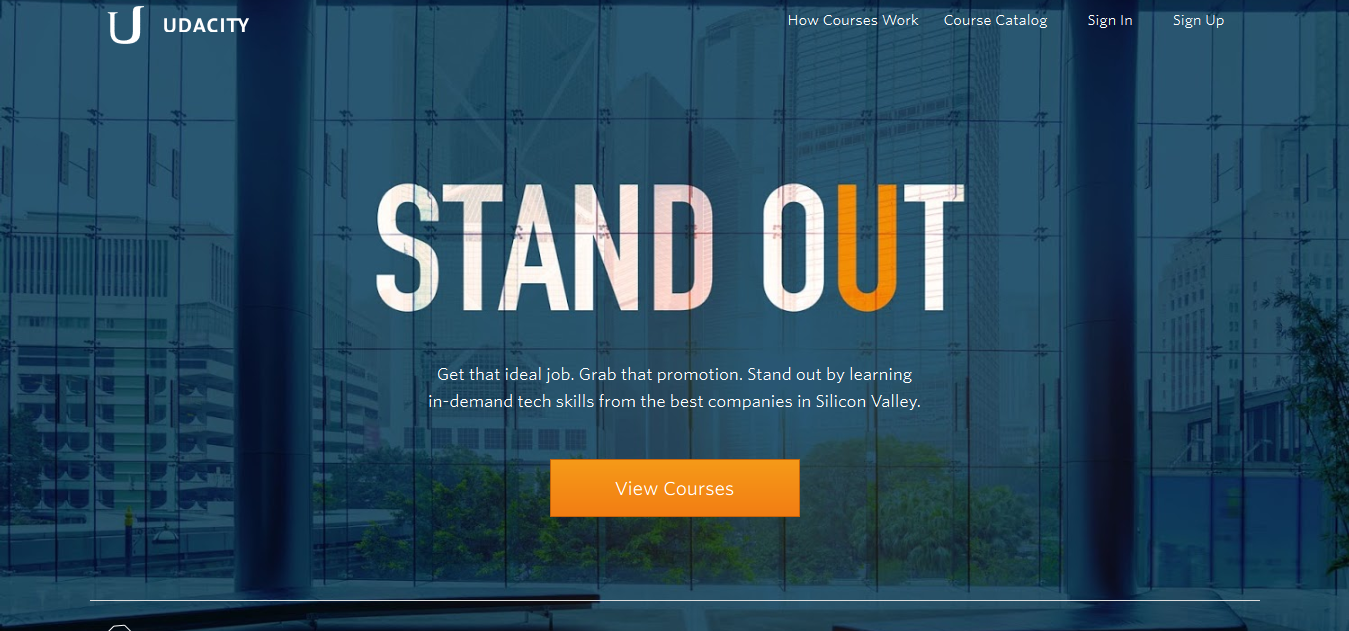 UDACITY
How Courses Work
Course Catalog
Sign In
Sign Up
STAND OUT
Get that ideal job. Grab that promotion. Stand out by learning
in-demand tech skills from the best companies in Silicon Valley.
View Courses